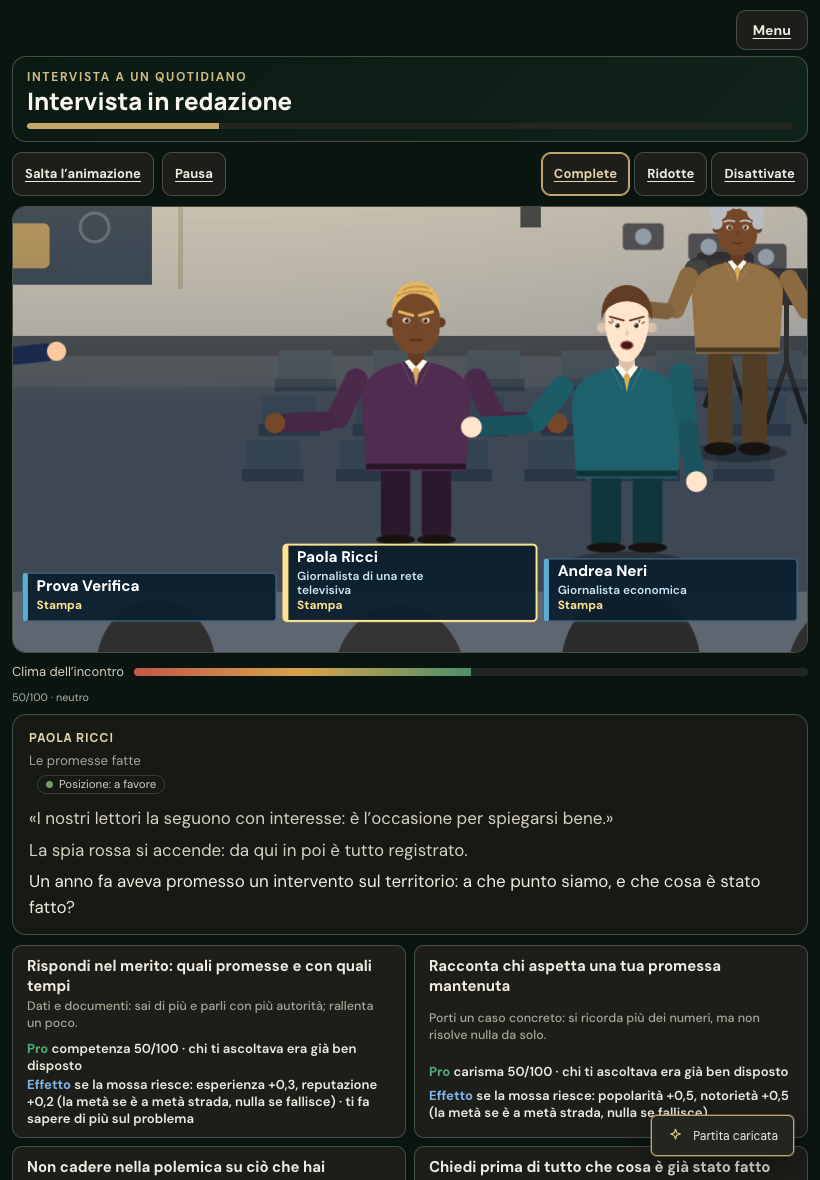 Menu
INTERVISTA A UN QUOTIDIANO
Intervista in redazione
Salta l’animazione
Pausa
Complete
Ridotte
Disattivate
Prova Verifica
Stampa
Paola Ricci
Giornalista di una rete
televisiva
Stampa
Andrea Neri
Giornalista economica
Stampa
Clima dell’incontro
50/100 · neutro
PAOLA RICCI
Le promesse fatte
Posizione: a favore
«I nostri lettori la seguono con interesse: è l’occasione per spiegarsi bene.»
La spia rossa si accende: da qui in poi è tutto registrato.
Un anno fa aveva promesso un intervento sul territorio: a che punto siamo, e che cosa è stato
fatto?
Rispondi nel merito: quali promesse e con quali
tempi
Dati e documenti: sai di più e parli con più autorità; rallenta
un poco.
Pro competenza 50/100 · chi ti ascoltava era già ben
disposto
Effetto se la mossa riesce: esperienza +0,3, reputazione
+0,2 (la metà se è a metà strada, nulla se fallisce) · ti fa
sapere di più sul problema
Racconta chi aspetta una tua promessa
mantenuta
Porti un caso concreto: si ricorda più dei numeri, ma non
risolve nulla da solo.
Pro carisma 50/100 · chi ti ascoltava era già ben disposto
Effetto se la mossa riesce: popolarità +0,5, notorietà +0,5
(la metà se è a metà strada, nulla se fallisce)
Partita caricata
Non cadere nella polemica su ciò che hai
Chiedi prima di tutto che cosa è già stato fatto